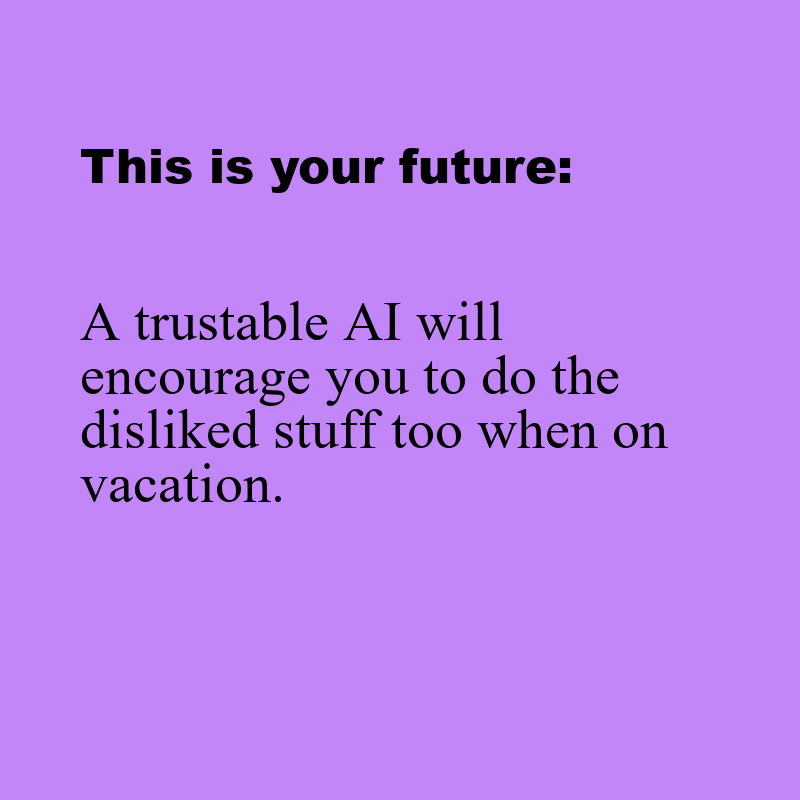 This is your future:
A trustable AI will
encourage you to do the
disliked stuff too when on
vacation.